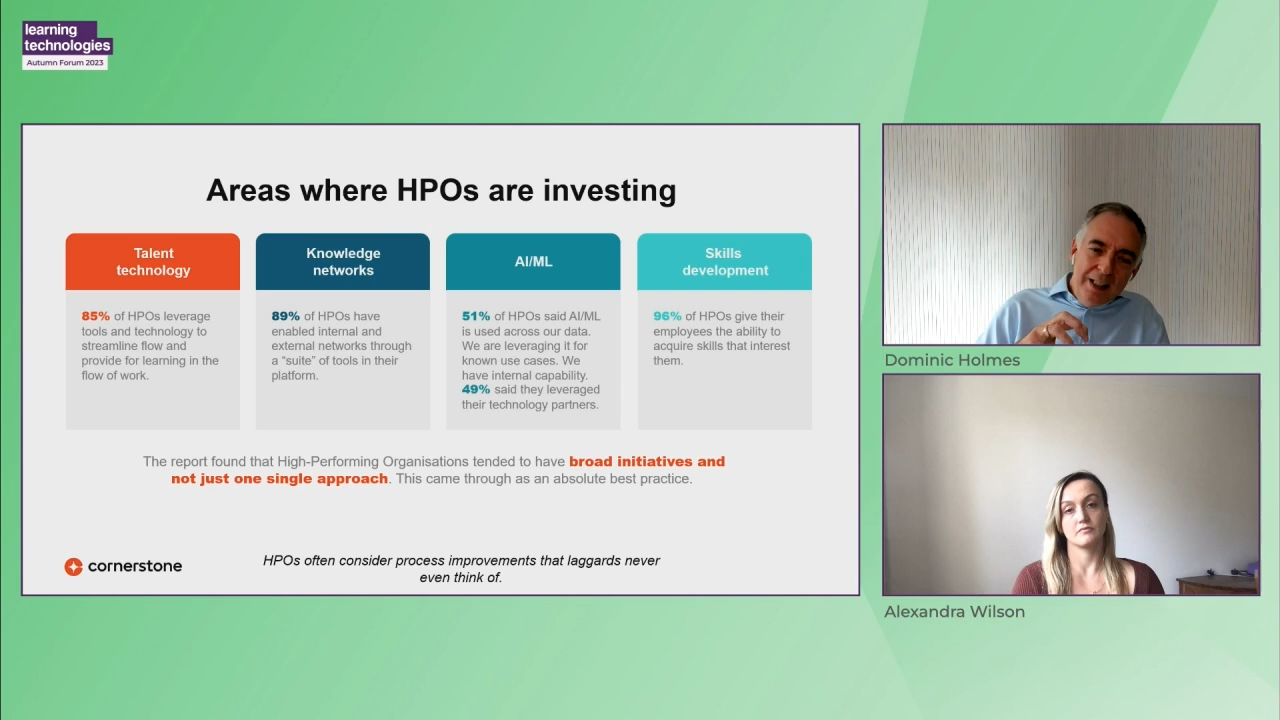 learning
technologies
Autumn Forum 2023
Areas where HPOs are investing
Talent
technology
85% of HPOs leverage
tools and technology to
streamline flow and
provide for learning in the
flow of work.
Knowledge
networks
89% of HPOs have
enabled internal and
external networks through
a “suite” of tools in their
platform.
AI/ML
51% of HPOs said AI/ML
is used across our data.
We are leveraging it for
known use cases. We
have internal capability.
49% said they leveraged
their technology partners.
Skills
development
96% of HPOs give their
employees the ability to
acquire skills that interest
them.
The report found that High-Performing Organisations tended to have broad initiatives and
not just one single approach. This came through as an absolute best practice.
cornerstone
HPOs often consider process improvements that laggards never
even think of.
Dominic Holmes
Alexandra Wilson